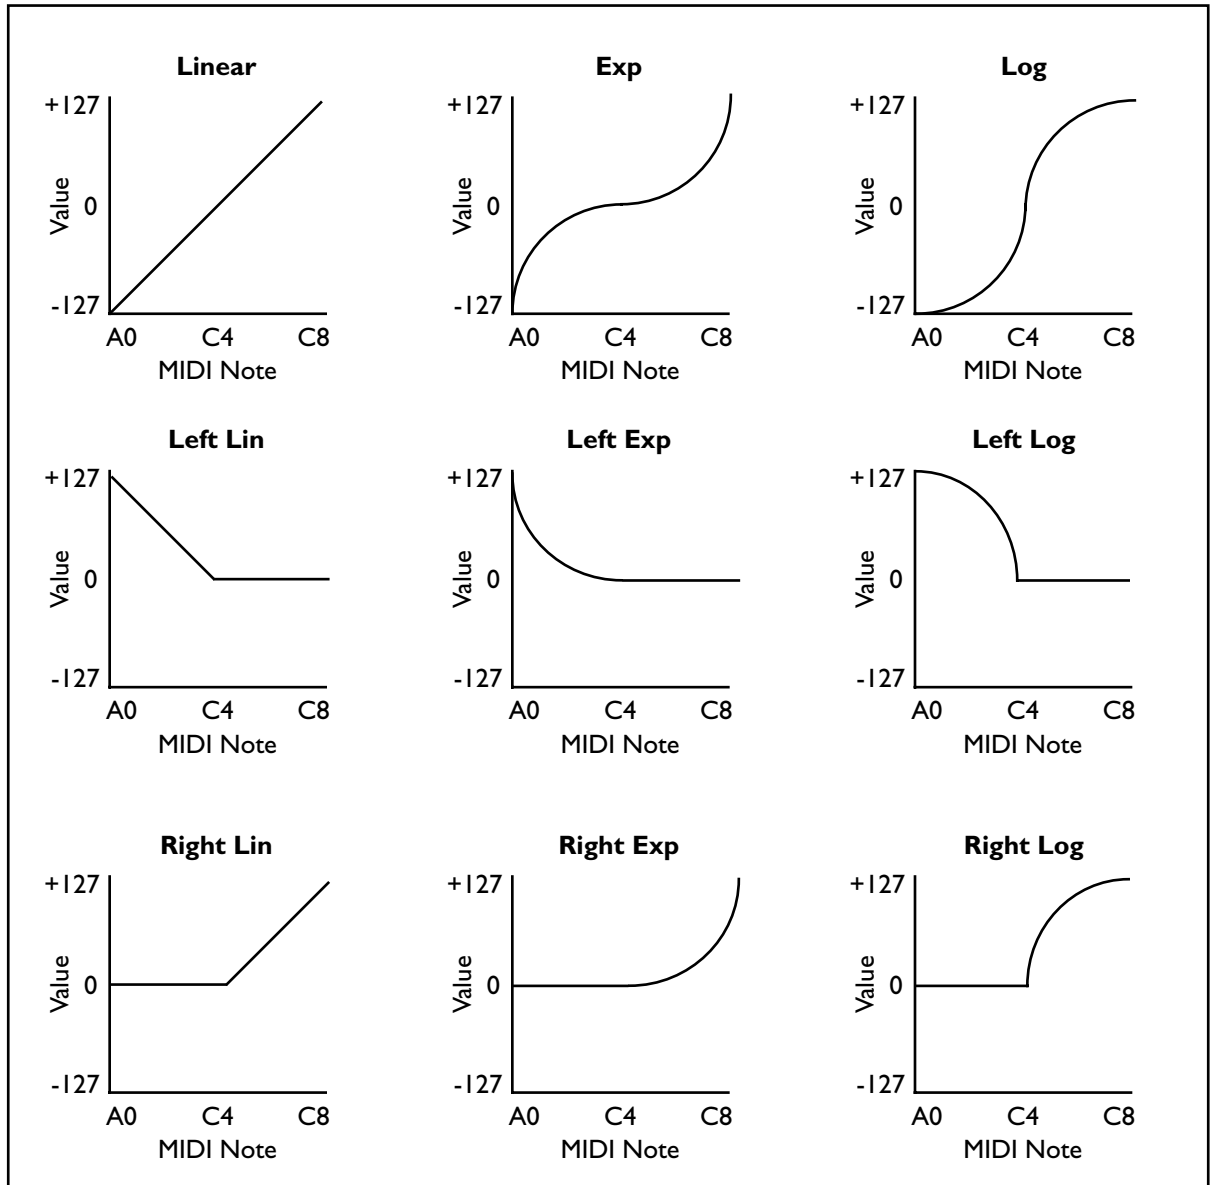 Linear
+127
Value
0
-127
A0 C4 C8
MIDI Note
Exp
+127
Value
0
-127
A0 C4 C8
MIDI Note
Log
+127
Value
0
-127
A0 C4 C8
MIDI Note
Left Lin
+127
Value
0
-127
A0 C4 C8
MIDI Note
Left Exp
+127
Value
0
-127
A0 C4 C8
MIDI Note
Left Log
+127
Value
0
-127
A0 C4 C8
MIDI Note
Right Lin
+127
Value
0
-127
A0 C4 C8
MIDI Note
Right Exp
+127
Value
0
-127
A0 C4 C8
MIDI Note
Right Log
+127
Value
0
-127
A0 C4 C8
MIDI Note